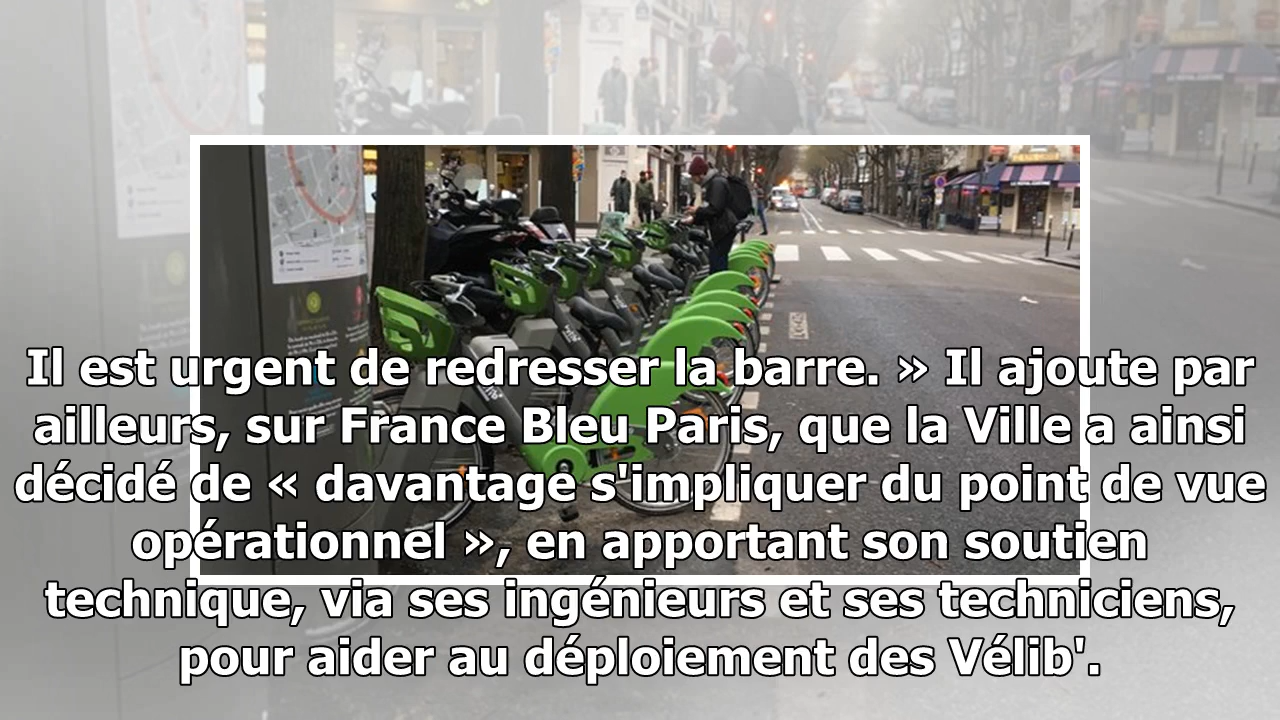 Il est urgent de redresser la barre. » Il ajoute par
ailleurs, sur France Bleu Paris, que la Ville a ainsi
décidé de « davantage s'impliquer du point de vue
opérationnel », en apportant son soutien
technique, via ses ingénieurs et ses techniciens,
pour aider au déploiement des Vélib'.